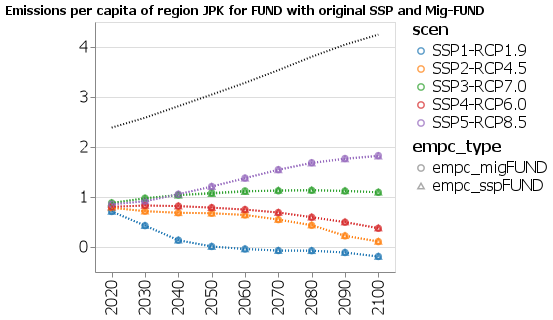 Emissions per capita of region JPK for FUND with original SSP and Mig-FUND
4
3
2
1
0
2020
2030
2040
2050
2060
2070
2080
2090
2100
scen
SSP1-RCP1.9
SSP2-RCP4.5
SSP3-RCP7.0
SSP4-RCP6.0
SSP5-RCP8.5
empc_type
empc_migFUND
empc_sspFUND